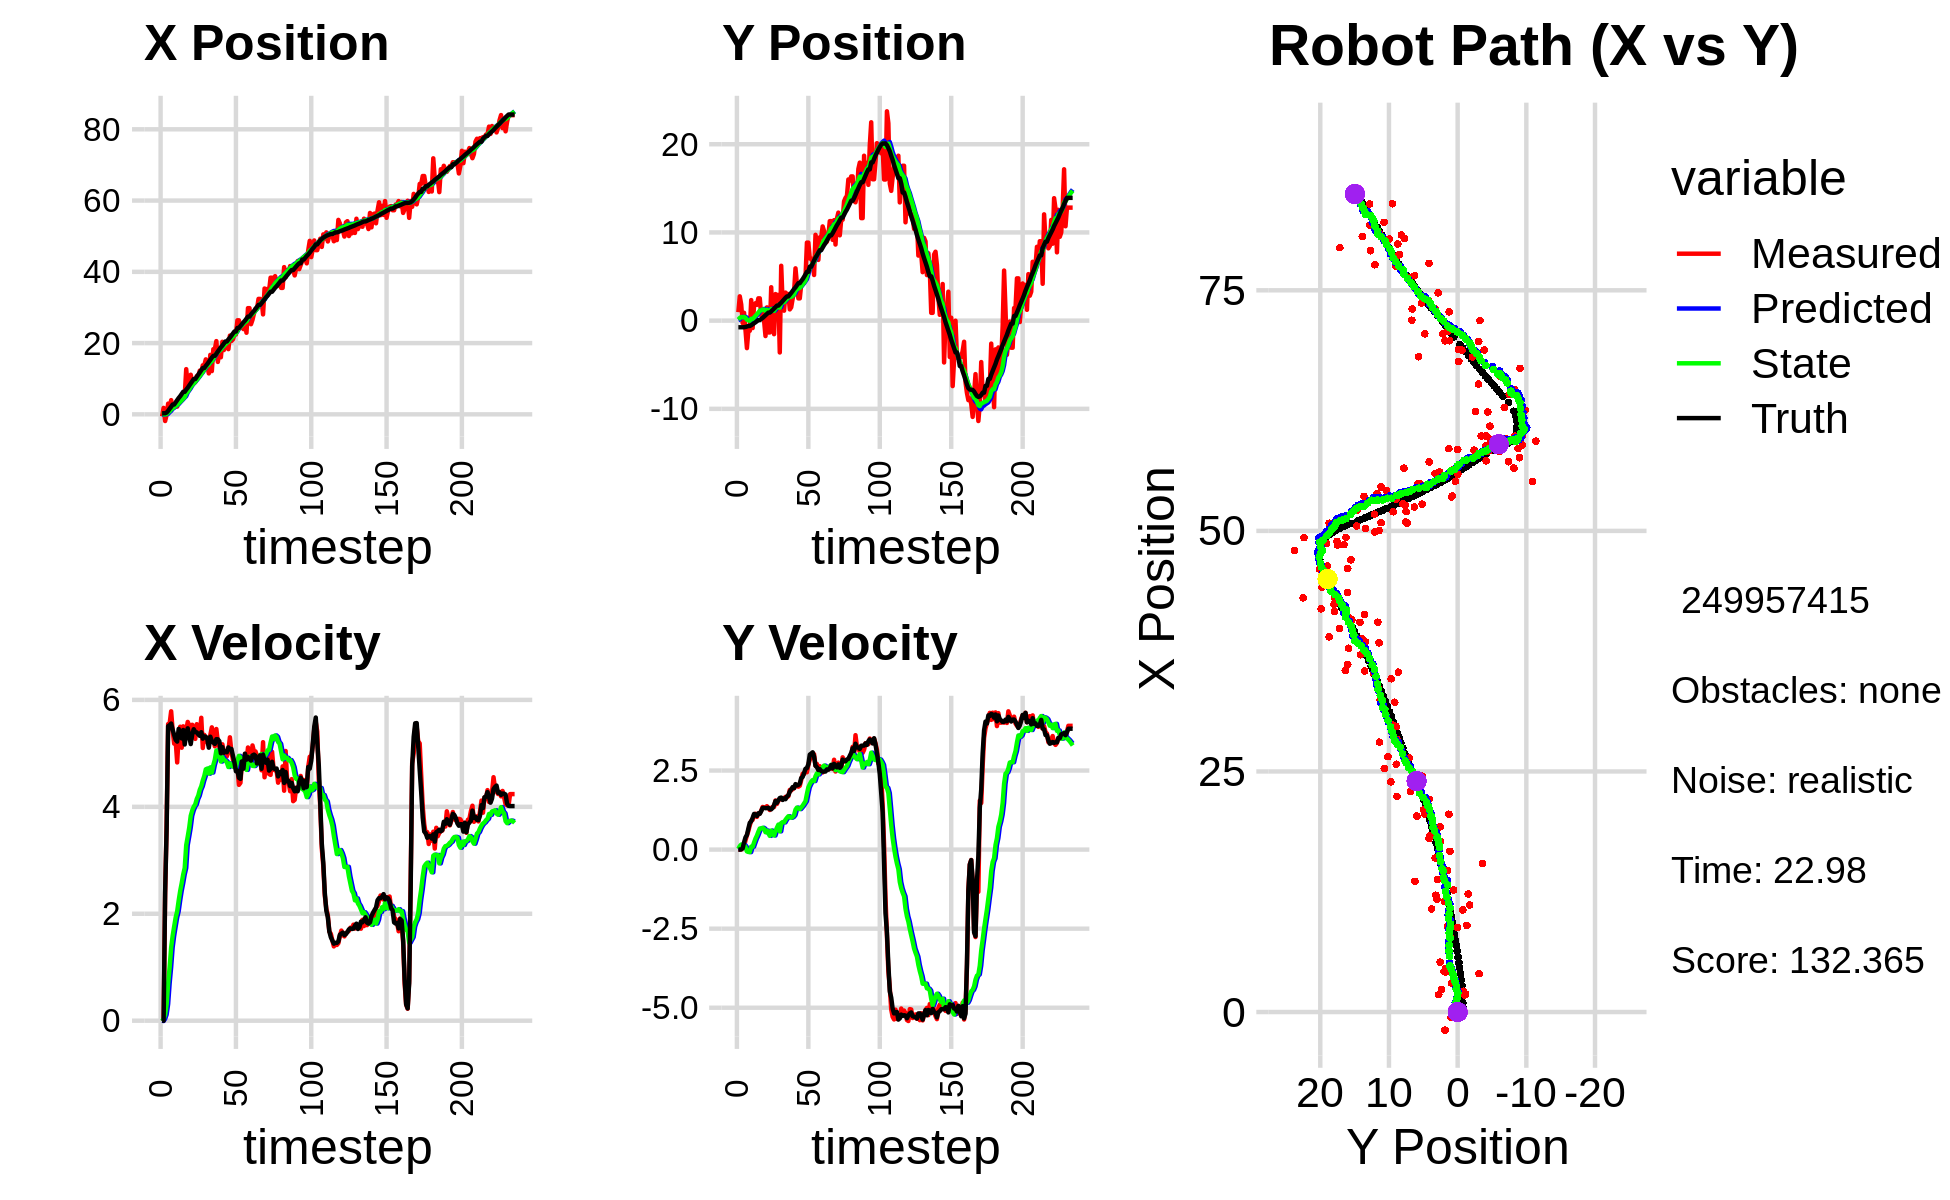 X Position
80
60
40
20
0
0
50
100
150
200
timestep
Y Position
20
10
0
-10
0
50
100
150
200
timestep
X Velocity
6
4
2
0
0
50
100
150
200
timestep
Y Velocity
2.5
0.0
-2.5
-5.0
0
50
100
150
200
timestep
Robot Path (X vs Y)
X Position
75
50
25
0
20 10 0 -10 -20
Y Position
variable
Measured
Predicted
State
Truth
249957415
Obstacles: none
Noise: realistic
Time: 22.98
Score: 132.365